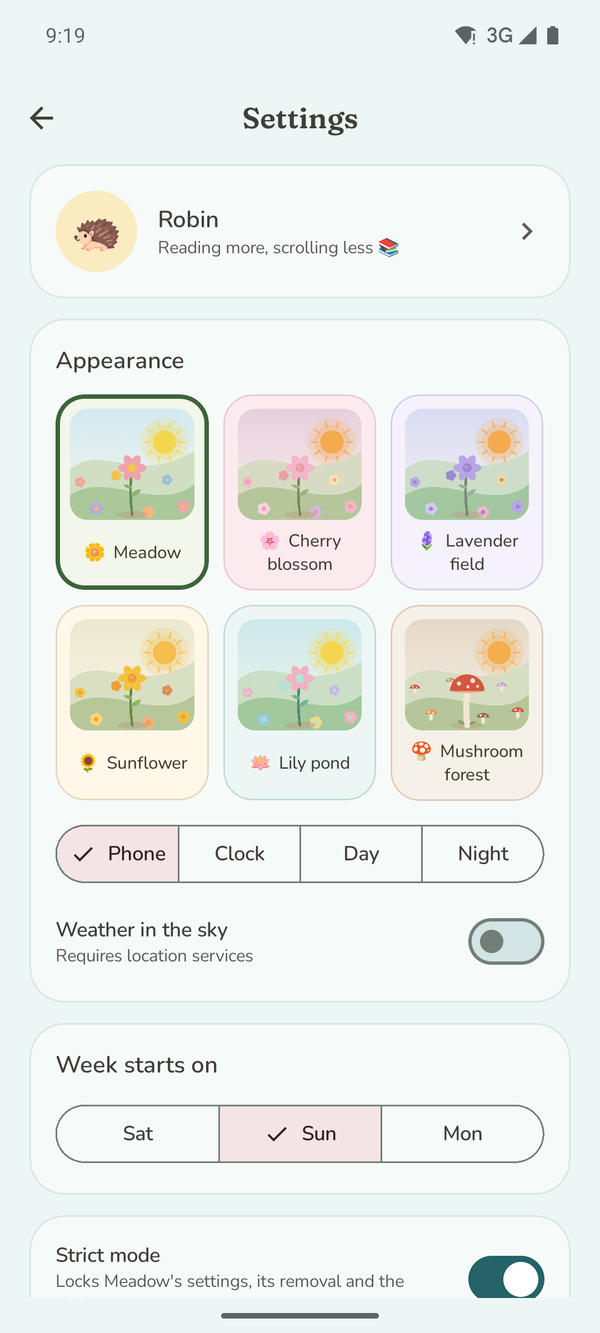 9:19
3G
Settings
Robin
Reading more, scrolling less
Appearance
Meadow
Cherry
blossom
Lavender
field
Sunflower
Lily pond
Mushroom
forest
Phone
Clock
Day
Night
Weather in the sky
Requires location services
Week starts on
Sat
Sun
Mon
Strict mode
Locks Meadow's settings, its removal and the